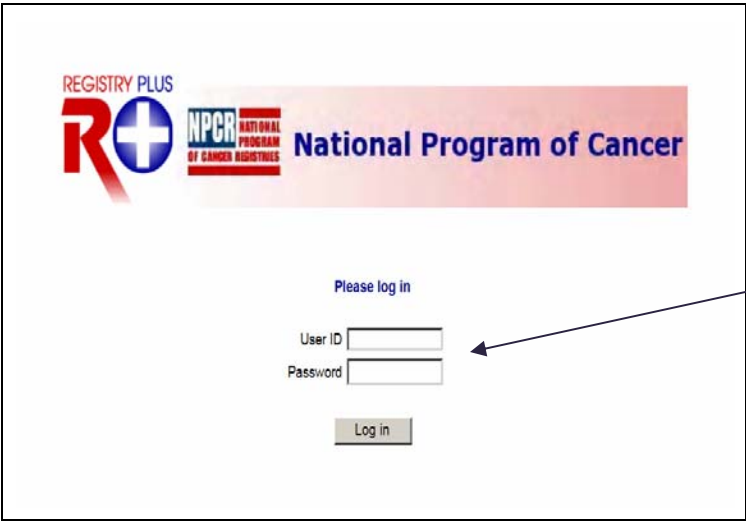 REGISTRY PLUS
R
NPCR NATIONAL PROGRAM
OF CANCER REGISTRIES
National Program of Cancer
Please log in
User ID
Password
Log in